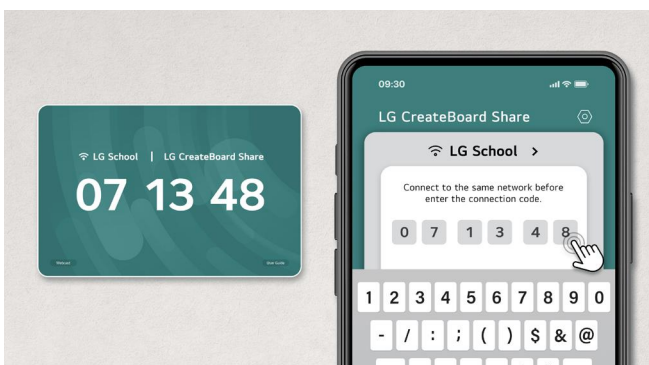 LG School | LG CreateBoard Share
07 13 48
User Guide
09:30
LG CreateBoard Share
LG School >
Connect to the same network before
enter the connection code.
0 7 1 3 4 8
1 2 3 4 5 6 7 8 9 0
- / : ; ( ) $ & @